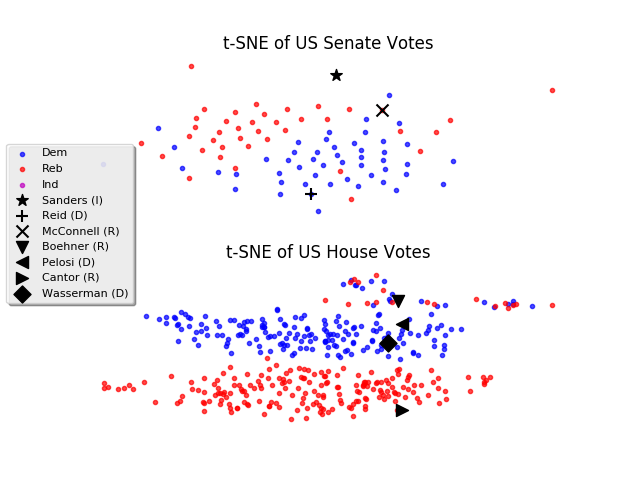 t-SNE of US Senate Votes
Dem
Reb
Ind
Sanders (I)
Reid (D)
McConnell (R)
Boehner (R)
Pelosi (D)
Cantor (R)
Wasserman (D)
t-SNE of US House Votes